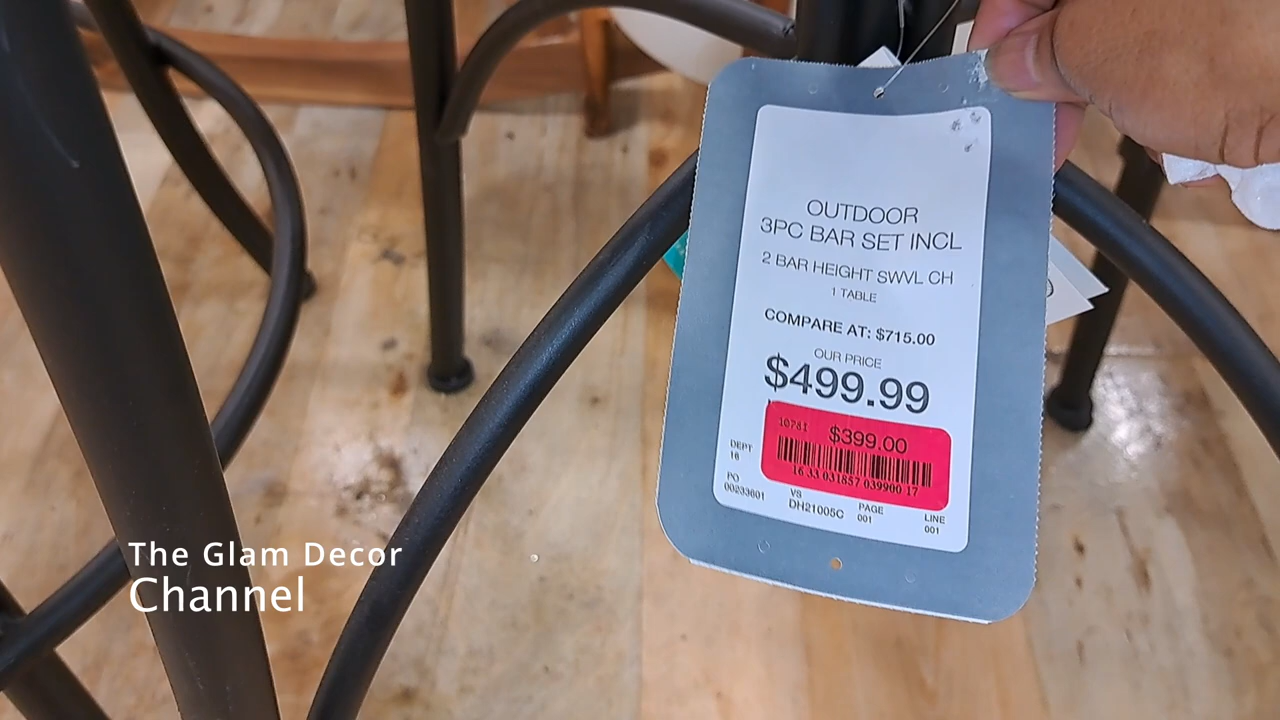 OUTDOOR
3PC BAR SET INCL
2 BAR HEIGHT SWVL CH
1 TABLE
COMPARE AT: $715.00
OUR PRICE
$499.99
1078I $399.00
16 33 031857 039900 17
DEPT
16
PO
00233601
VS
DH21005C
PAGE
001
LINE
001
The Glam Decor
Channel